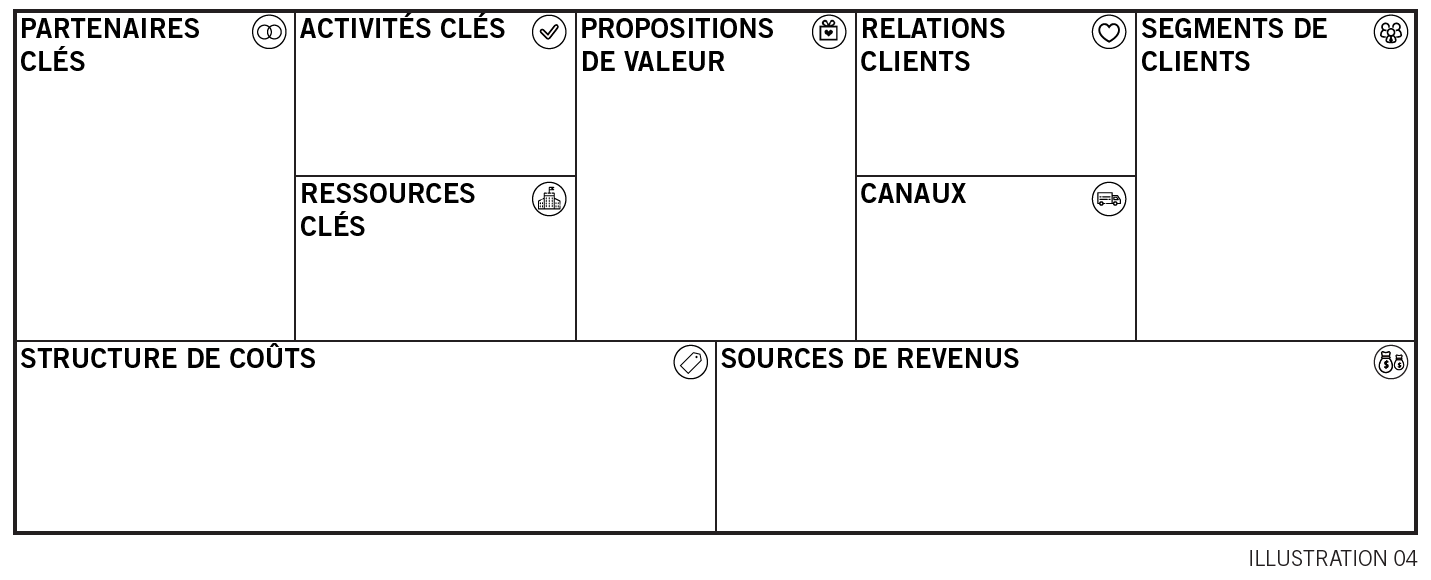 PARTENAIRES
CLÉS
ACTIVITÉS CLÉS
RESSOURCES
CLÉS
PROPOSITIONS
DE VALEUR
RELATIONS
CLIENTS
CANAUX
SEGMENTS DE
CLIENTS
STRUCTURE DE COÛTS
SOURCES DE REVENUS
ILLUSTRATION 04